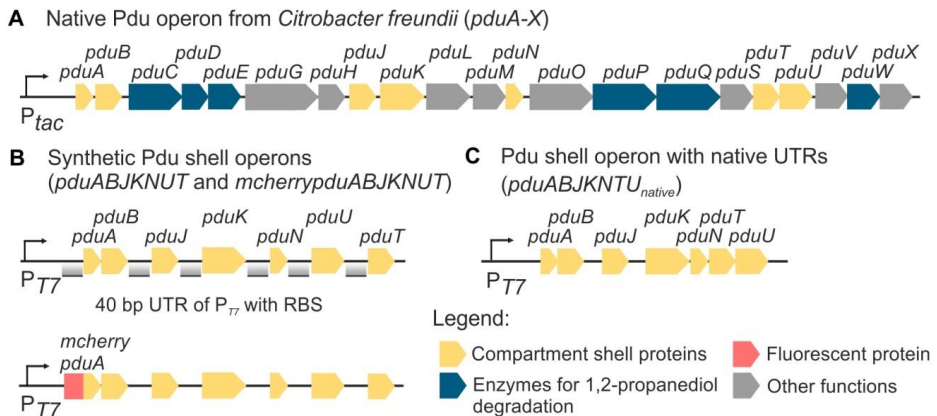 A Native Pdu operon from Citrobacter freundii (pduA-X)
pduB pduD pduJ pduL pduN pduT pduV pduX
pduA pduC pduE pduG pduH pduK pduM pduO pduP pduQ pduS pduU pduW
Ptac
B Synthetic Pdu shell operons
(pduABJKNUT and mcherrypduABJKNUT)
pduB pduK pduU
pduA pduJ pduN pduT
PT7
40 bp UTR of PT7 with RBS
mcherry
pduA
PT7
C Pdu shell operon with native UTRs
(pduABJKNTUnative)
pduB pduK pduT
pduA pduJ pduN pduU
PT7
Legend:
Compartment shell proteins
Enzymes for 1,2-propanediol
degradation
Fluorescent protein
Other functions